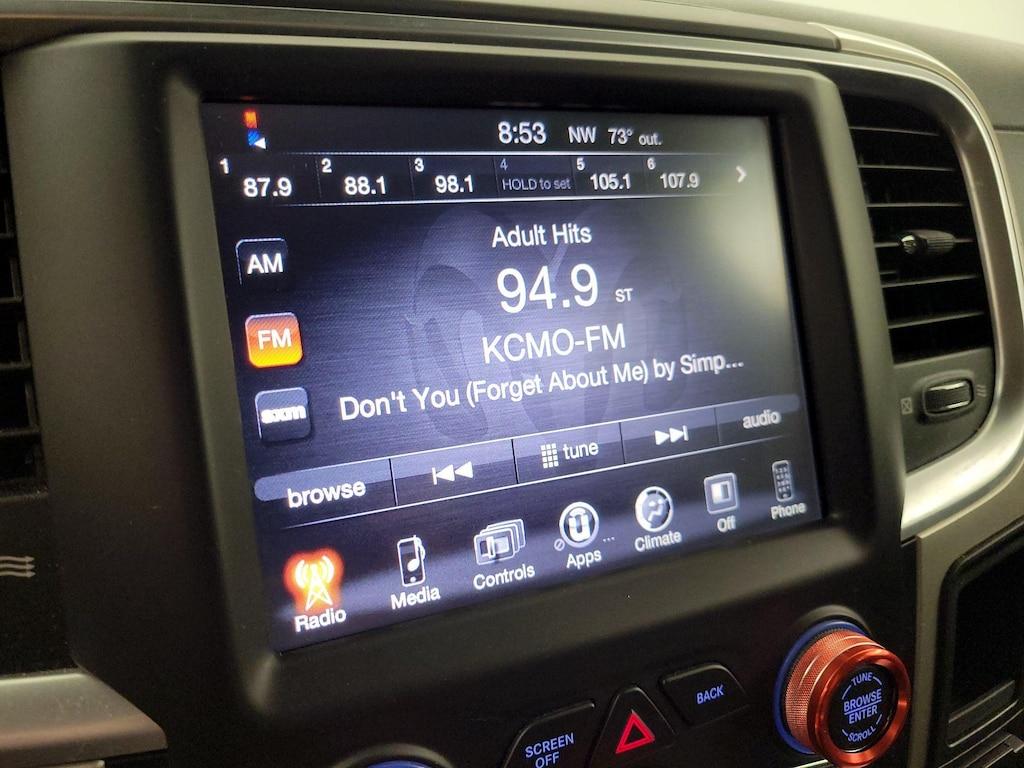 8:53 NW 73° out.
1 87.9 2 88.1 3 98.1 4 HOLD to set 5 105.1 6 107.9
Adult Hits
AM
94.9 ST
FM
KCMO-FM
Don't You (Forget About Me) by Simp...
sxm
browse tune audio
Radio Media Controls Apps Climate Off Phone
SCREEN
OFF
BACK
TUNE
BROWSE
ENTER
SCROLL